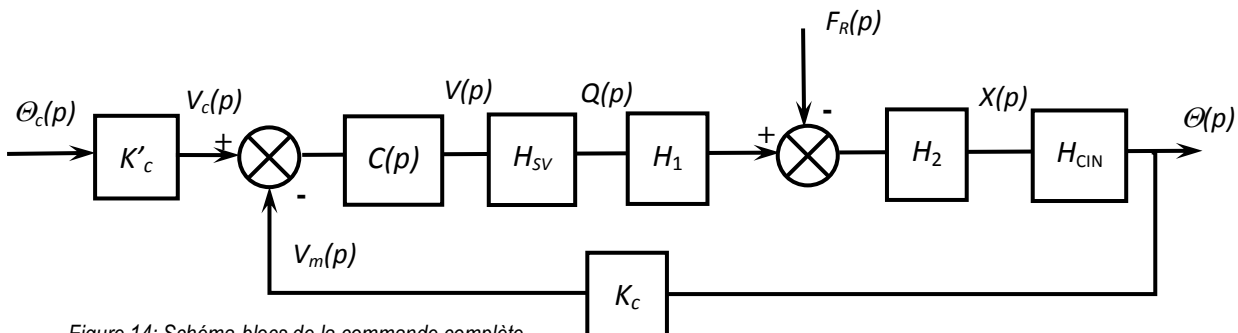 F_R(p)
Θ_c(p)
V_c(p)
V(p)
Q(p)
X(p)
Θ(p)
+
-
+
-
K'_c
C(p)
H_SV
H_1
H_2
H_CIN
V_m(p)
K_c
Figure 14: Schéma-blocs de la commande complète